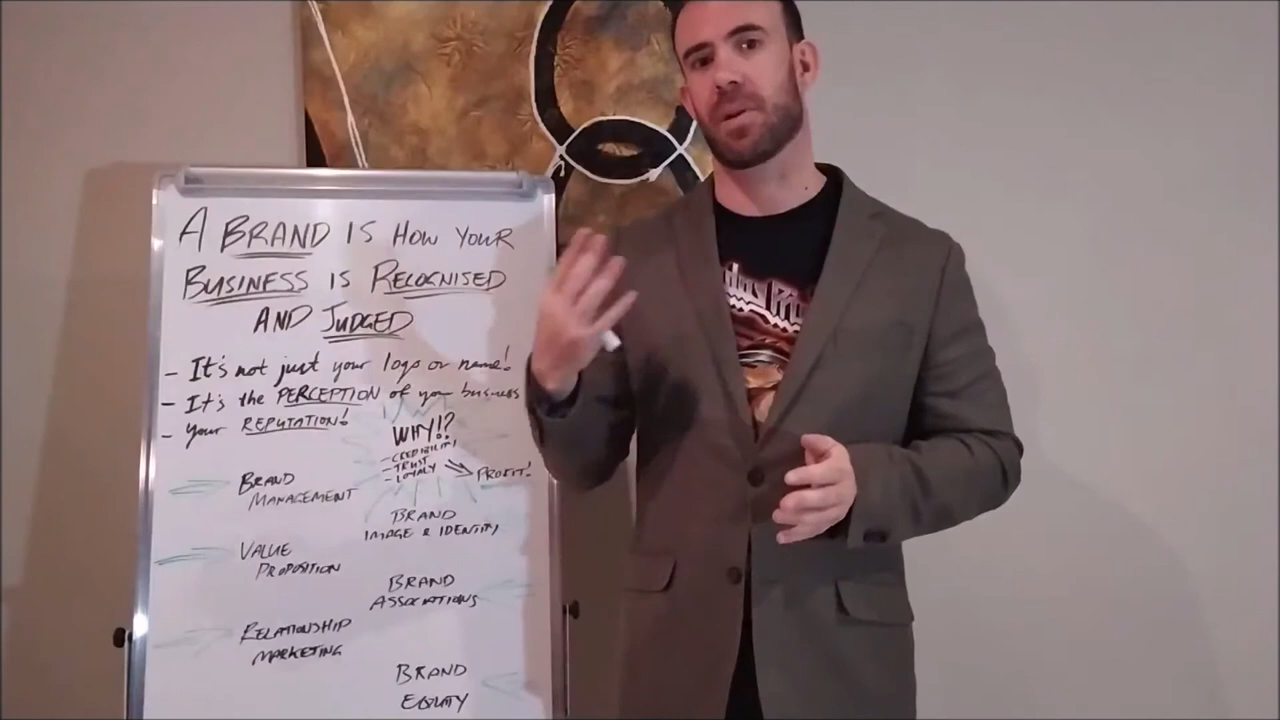 A BRAND IS HOW YOUR
BUSINESS IS RECOGNISED
AND JUDGED
- It's not just your logo or name!
- It's the PERCEPTION of your business
- Your REPUTATION!
WHY!?
- CREDIBILITY
- TRUST
- LOYALTY
PROFIT!
BRAND
MANAGEMENT
BRAND
IMAGE & IDENTITY
VALUE
PROPOSITION
BRAND
ASSOCIATIONS
RELATIONSHIP
MARKETING
BRAND
EQUITY